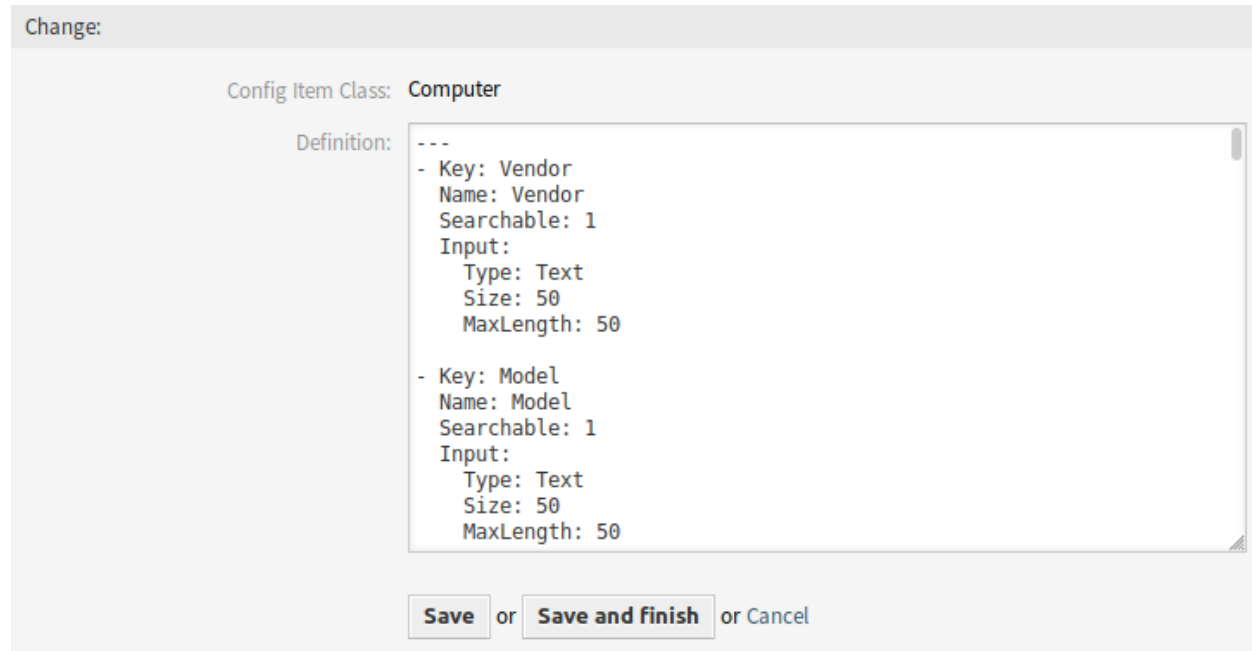 Change:
Config Item Class: Computer
Definition:
---
- Key: Vendor
  Name: Vendor
  Searchable: 1
  Input:
    Type: Text
    Size: 50
    MaxLength: 50

- Key: Model
  Name: Model
  Searchable: 1
  Input:
    Type: Text
    Size: 50
    MaxLength: 50
Save or Save and finish or Cancel